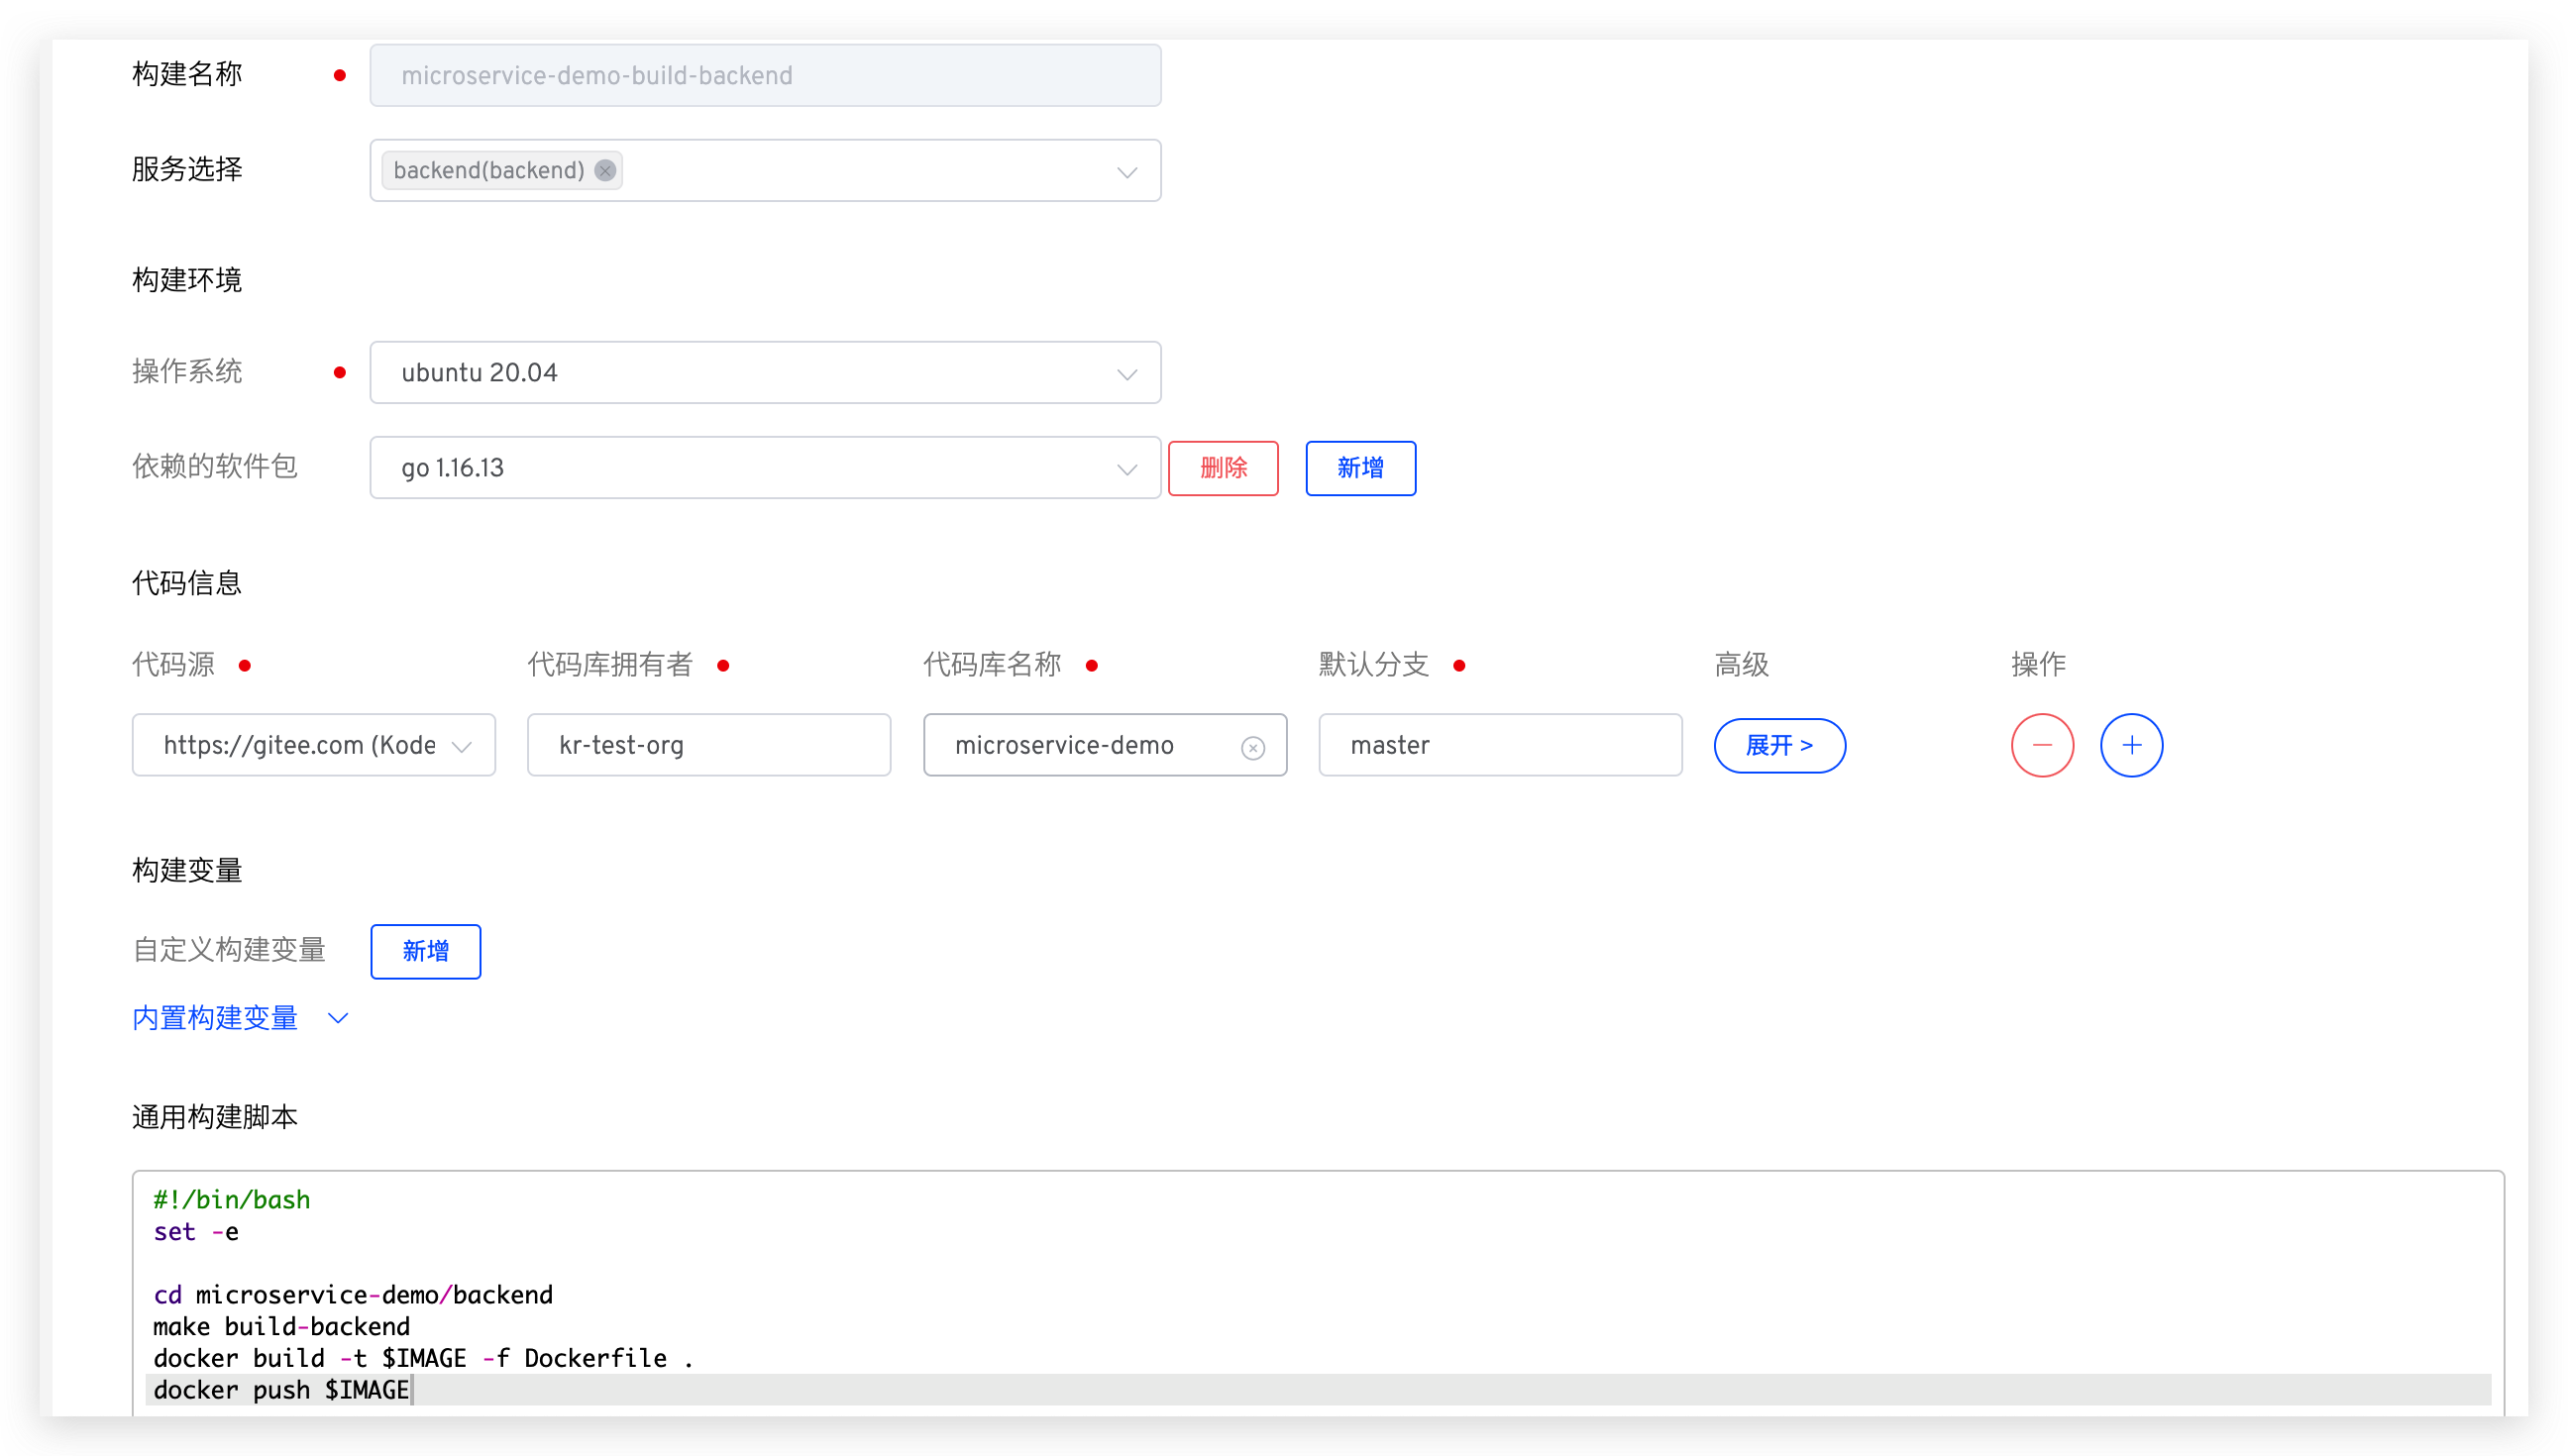 构建名称 microservice-demo-build-backend
服务选择 backend(backend)
构建环境
操作系统 ubuntu 20.04
依赖的软件包 go 1.16.13 删除 新增
代码信息
代码源 代码库拥有者 代码库名称 默认分支 高级 操作
https://gitee.com (Kode kr-test-org microservice-demo master 展开 >
构建变量
自定义构建变量 新增
内置构建变量
通用构建脚本
#!/bin/bash
set -e
cd microservice-demo/backend
make build-backend
docker build -t $IMAGE -f Dockerfile .
docker push $IMAGE